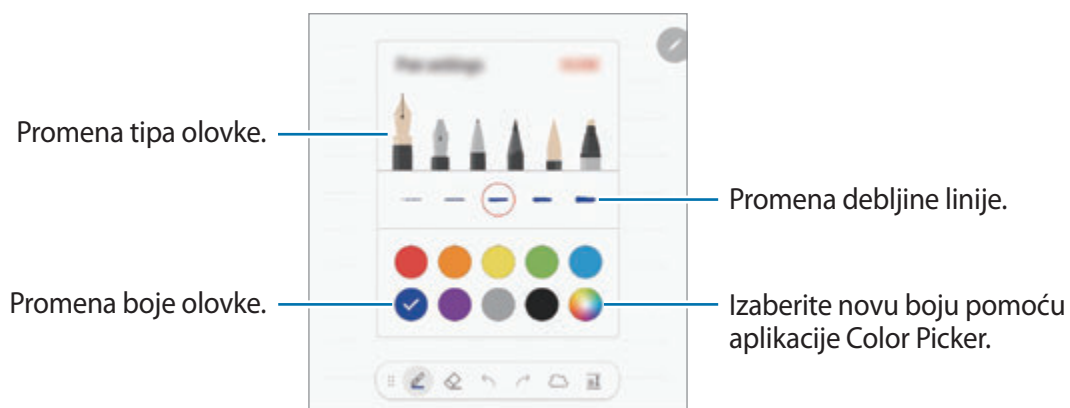 Promena tipa olovke.
Promena debljine linije.
Promena boje olovke.
Izaberite novu boju pomoću
aplikacije Color Picker.